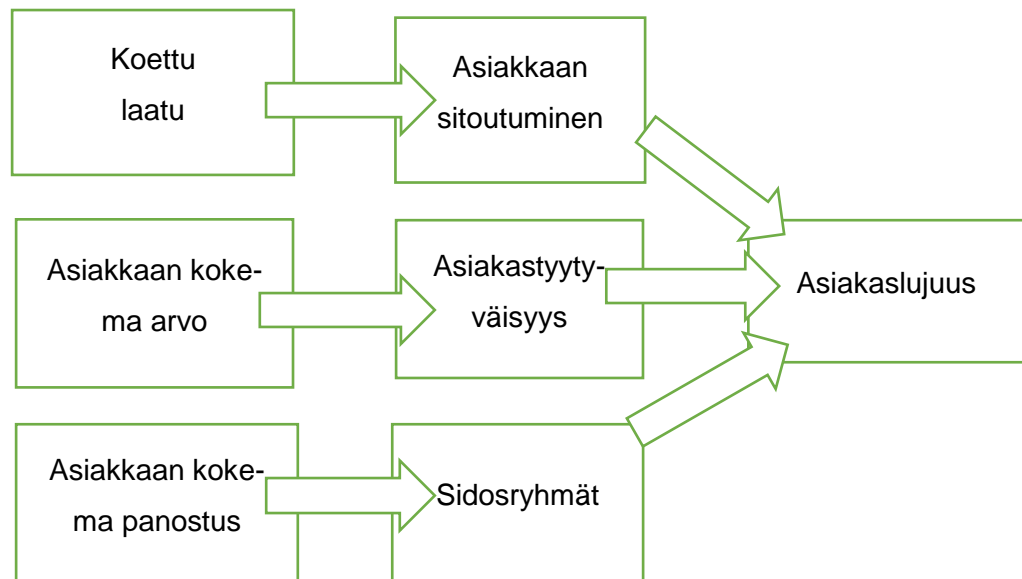 Koettu
laatu
Asiakkaan
sitoutuminen
Asiakkaan koke-
ma arvo
Asiakastyyty-
väisyys
Asiakaslujuus
Asiakkaan koke-
ma panostus
Sidosryhmät